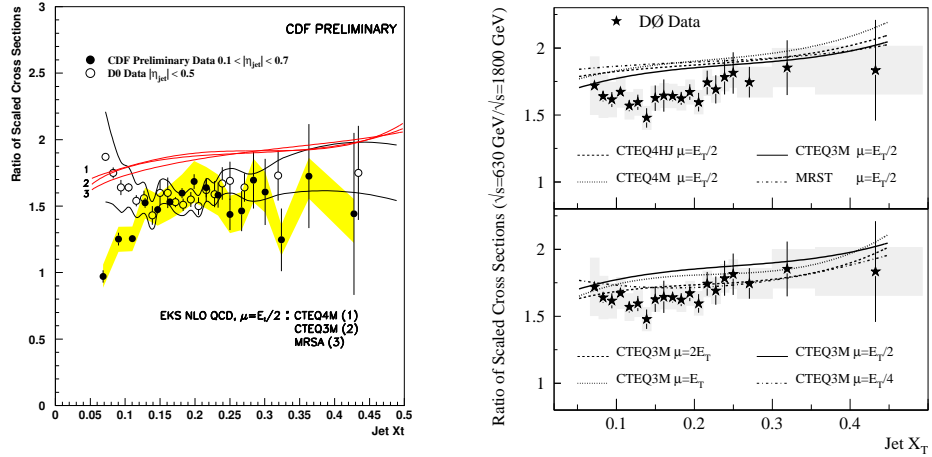 CDF PRELIMINARY
CDF Preliminary Data 0.1 < |η_jet| < 0.7
D0 Data |η_jet| < 0.5
Ratio of Scaled Cross Sections
3
2.5
2
1.5
1
0.5
0
1
2
3
EKS NLO QCD, μ=E_t/2 : CTEQ4M (1)
CTEQ3M (2)
MRSA (3)
0 0.05 0.1 0.15 0.2 0.25 0.3 0.35 0.4 0.45 0.5
Jet Xt
Ratio of Scaled Cross Sections (√s=630 GeV/√s=1800 GeV)
DØ Data
2
1.5
1
CTEQ4HJ μ=E_T/2
CTEQ3M μ=E_T/2
CTEQ4M μ=E_T/2
MRST μ=E_T/2
2
1.5
1
CTEQ3M μ=2E_T
CTEQ3M μ=E_T/2
CTEQ3M μ=E_T
CTEQ3M μ=E_T/4
0.1 0.2 0.3 0.4
Jet X_T